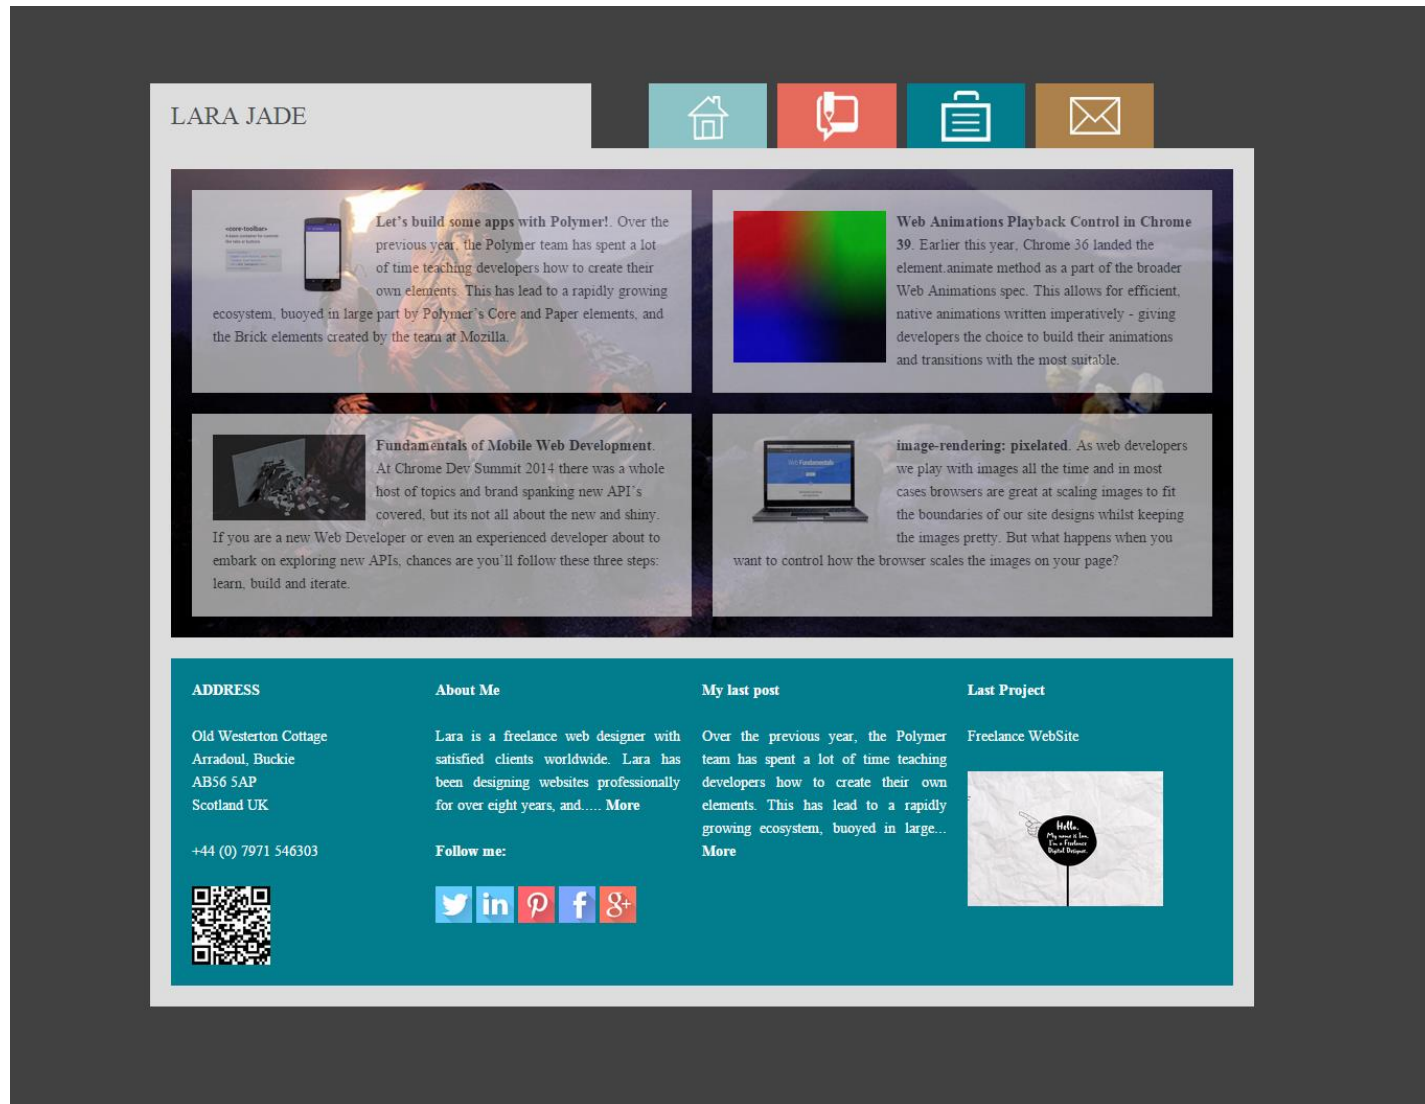 LARA JADE
<core-toolbar>
Let’s build some apps with Polymer!. Over the
previous year, the Polymer team has spent a lot
of time teaching developers how to create their
own elements. This has lead to a rapidly growing
ecosystem, buoyed in large part by Polymer’s Core and Paper elements, and
the Brick elements created by the team at Mozilla.
Web Animations Playback Control in Chrome
39. Earlier this year, Chrome 36 landed the
element.animate method as a part of the broader
Web Animations spec. This allows for efficient,
native animations written imperatively - giving
developers the choice to build their animations
and transitions with the most suitable.
Fundamentals of Mobile Web Development.
At Chrome Dev Summit 2014 there was a whole
host of topics and brand spanking new API’s
covered, but its not all about the new and shiny.
If you are a new Web Developer or even an experienced developer about to
embark on exploring new APIs, chances are you’ll follow these three steps:
learn, build and iterate.
Web Fundamentals
image-rendering: pixelated. As web developers
we play with images all the time and in most
cases browsers are great at scaling images to fit
the boundaries of our site designs whilst keeping
the images pretty. But what happens when you
want to control how the browser scales the images on your page?
ADDRESS
Old Westerton Cottage
Arradoul, Buckie
AB56 5AP
Scotland UK
+44 (0) 7971 546303
About Me
Lara is a freelance web designer with
satisfied clients worldwide. Lara has
been designing websites professionally
for over eight years, and..... More
Follow me:
in
f
8+
My last post
Over the previous year, the Polymer
team has spent a lot of time teaching
developers how to create their own
elements. This has lead to a rapidly
growing ecosystem, buoyed in large...
More
Last Project
Freelance WebSite
Hello.
My name is Ian,
I'm a Freelance
Digital Designer.